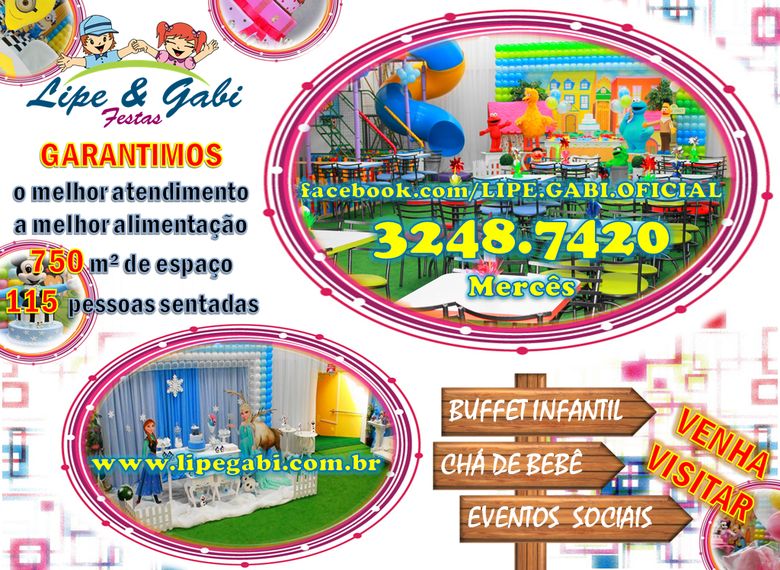 Lipe & Gabi
Festas
GARANTIMOS
o melhor atendimento
a melhor alimentação
750 m² de espaço
115 pessoas sentadas
facebook.com/LIPE.GABI.OFICIAL
3248.7420
Mercês
www.lipegabi.com.br
BUFFET INFANTIL
CHÁ DE BEBÊ
EVENTOS SOCIAIS
VENHA
VISITAR